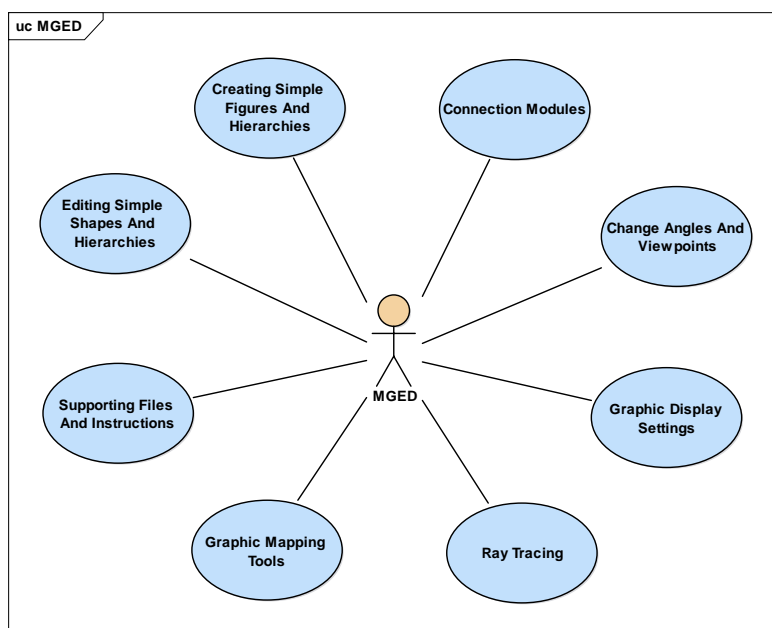 uc MGED
Creating Simple
Figures And
Hierarchies
Connection Modules
Editing Simple
Shapes And
Hierarchies
Change Angles And
Viewpoints
MGED
Supporting Files
And Instructions
Graphic Display
Settings
Graphic Mapping
Tools
Ray Tracing